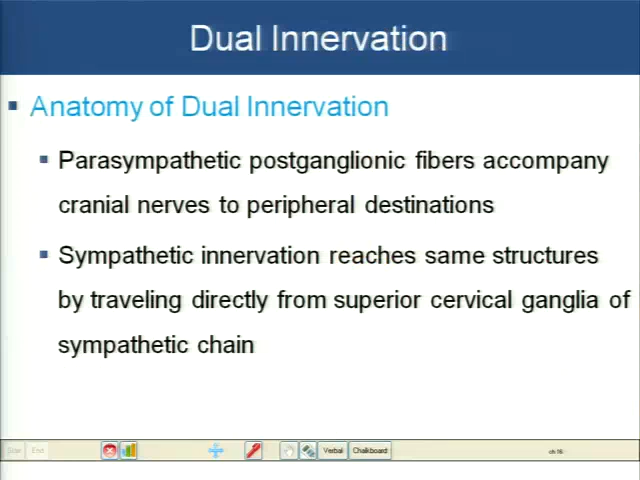 Dual Innervation
Anatomy of Dual Innervation
Parasympathetic postganglionic fibers accompany
cranial nerves to peripheral destinations
Sympathetic innervation reaches same structures
by traveling directly from superior cervical ganglia of
sympathetic chain
End
Verbal
Chalkboard